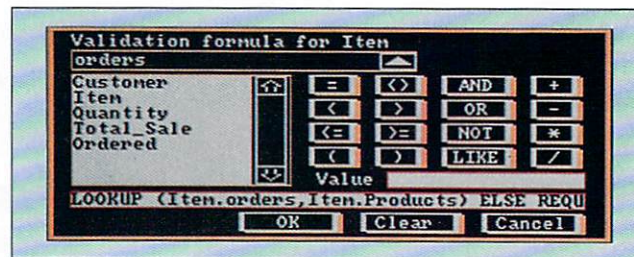 Validation formula for Item
orders
Customer
Item
Quantity
Total_Sale
Ordered
= <> AND +
< > OR -
<= >= NOT *
( ) LIKE /
Value
LOOKUP (Item.orders,Item.Products) ELSE REQU
OK Clear Cancel